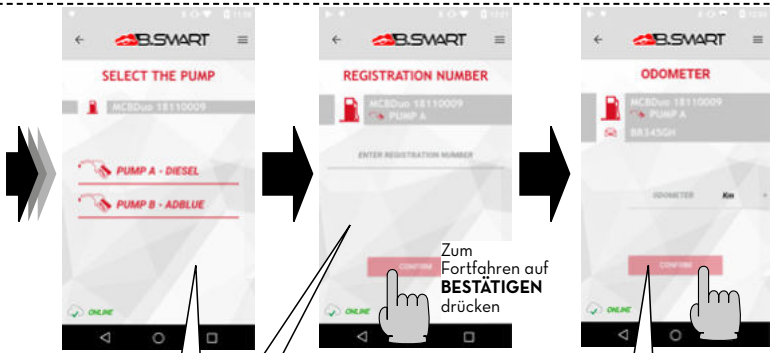 B.SMART
SELECT THE PUMP
MCBDuo 18110009
PUMP A - DIESEL
PUMP B - ADBLUE
ONLINE
B.SMART
REGISTRATION NUMBER
MCBDuo 18110009
PUMP A
ENTER REGISTRATION NUMBER
CONFIRM
ONLINE
Zum
Fortfahren auf
BESTÄTIGEN
drücken
B.SMART
ODOMETER
MCBDuo 18110009
PUMP A
BR345GH
ODOMETER Km
CONFIRM
ONLINE